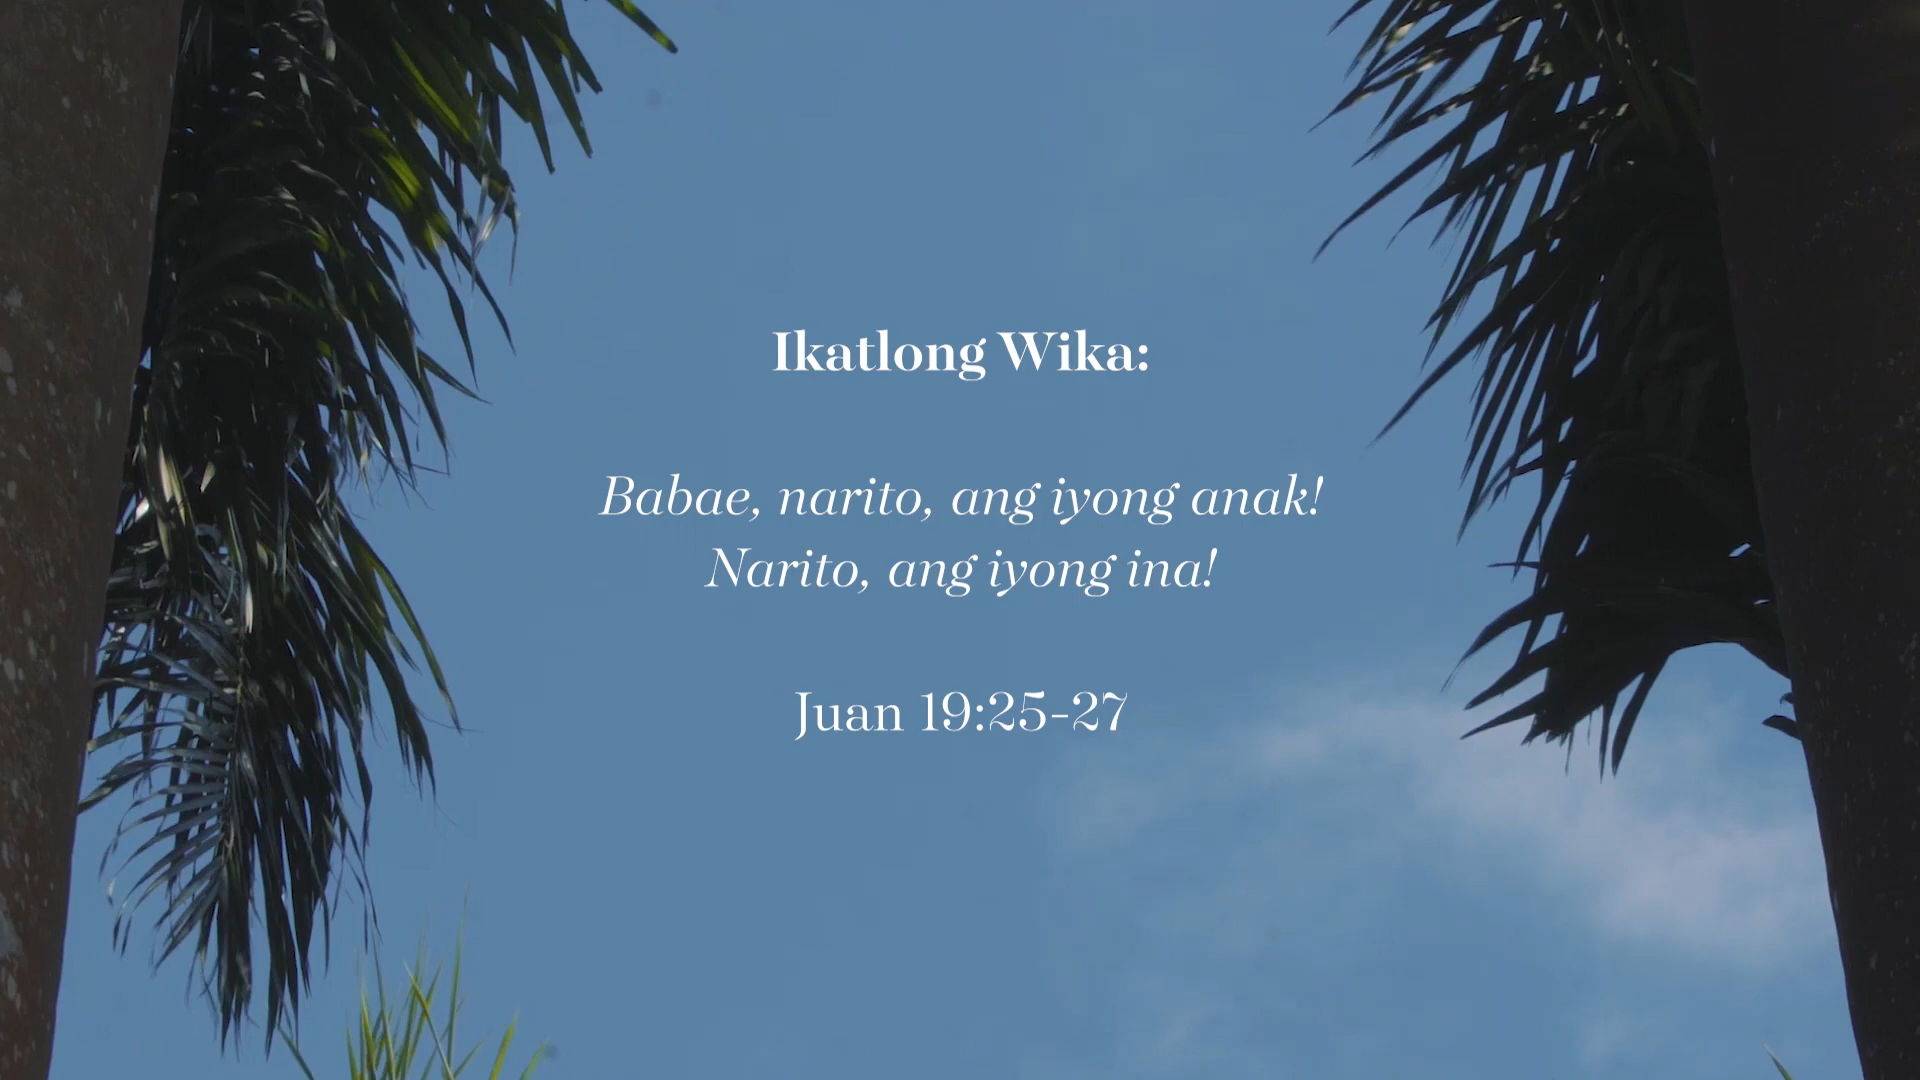 Ikatlong Wika:
Babae, narito, ang iyong anak!
Narito, ang iyong ina!
Juan 19:25-27